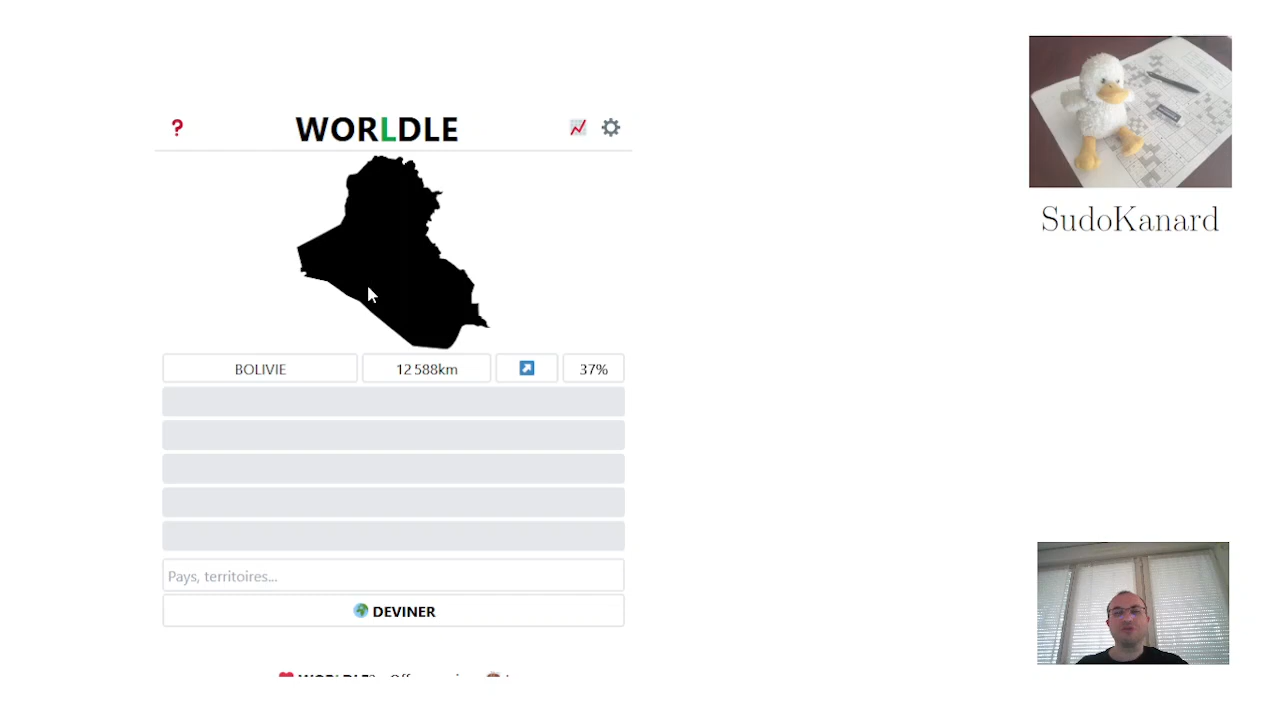 ?
WORLDLE
SudoKanard
BOLIVIE 12 588km 37%
Pays, territoires...
DEVINER